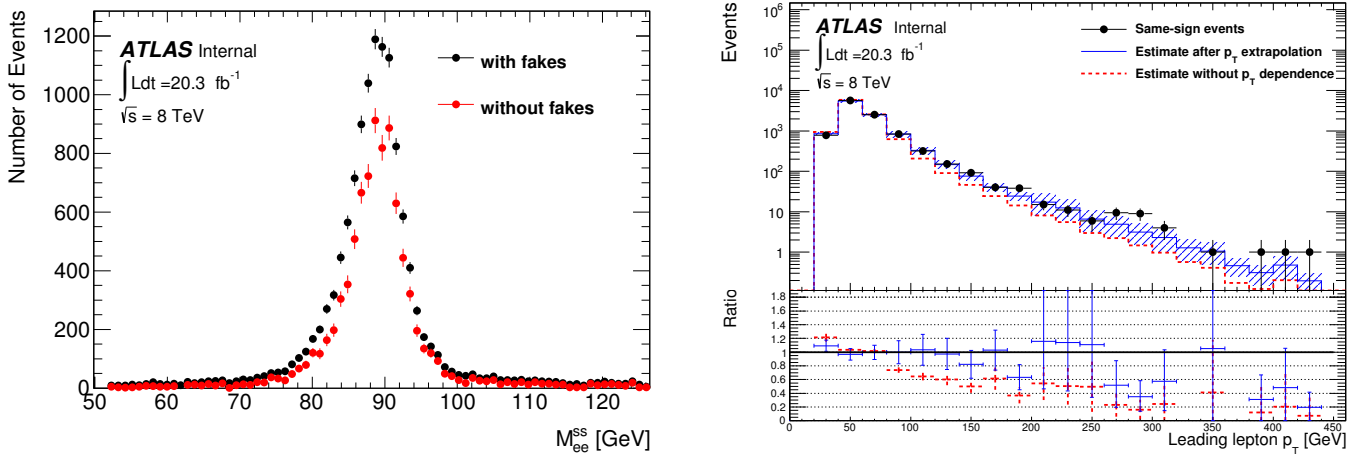 Number of Events
1200
1000
800
600
400
200
0
ATLAS Internal
∫Ldt =20.3 fb⁻¹
√s = 8 TeV
with fakes
without fakes
50 60 70 80 90 100 110 120
M^ss_ee [GeV]
Events
10⁶
10⁵
10⁴
10³
10²
10
1
ATLAS Internal
∫Ldt =20.3 fb⁻¹
√s = 8 TeV
Same-sign events
Estimate after p_T extrapolation
Estimate without p_T dependence
Ratio
1.8
1.6
1.4
1.2
1
0.8
0.6
0.4
0.2
0
0 50 100 150 200 250 300 350 400 450
Leading lepton p_T [GeV]